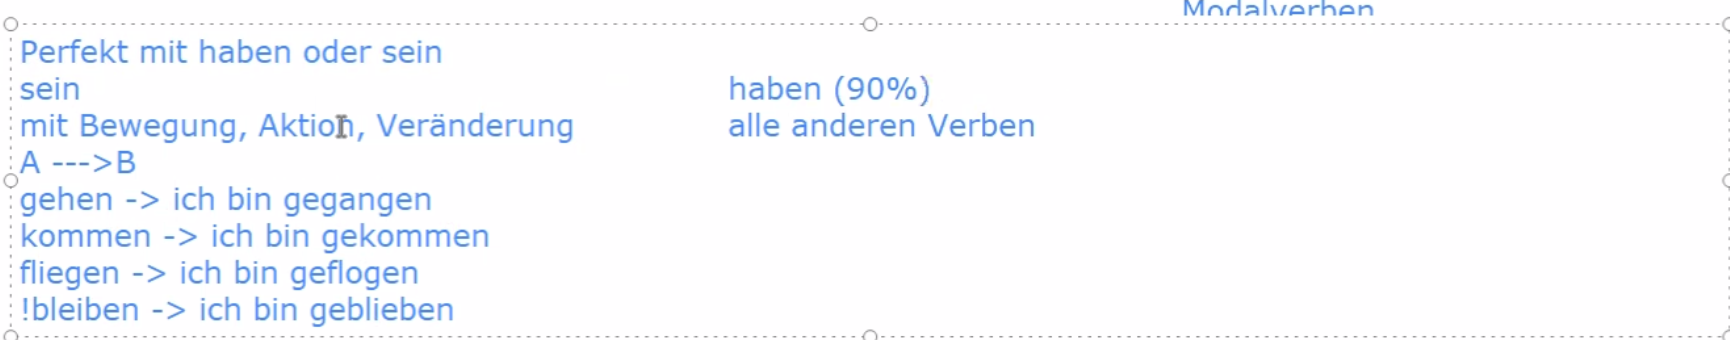 Modalverben
Perfekt mit haben oder sein
sein haben (90%)
mit Bewegung, Aktion, Veränderung alle anderen Verben
A --->B
gehen -> ich bin gegangen
kommen -> ich bin gekommen
fliegen -> ich bin geflogen
!bleiben -> ich bin geblieben